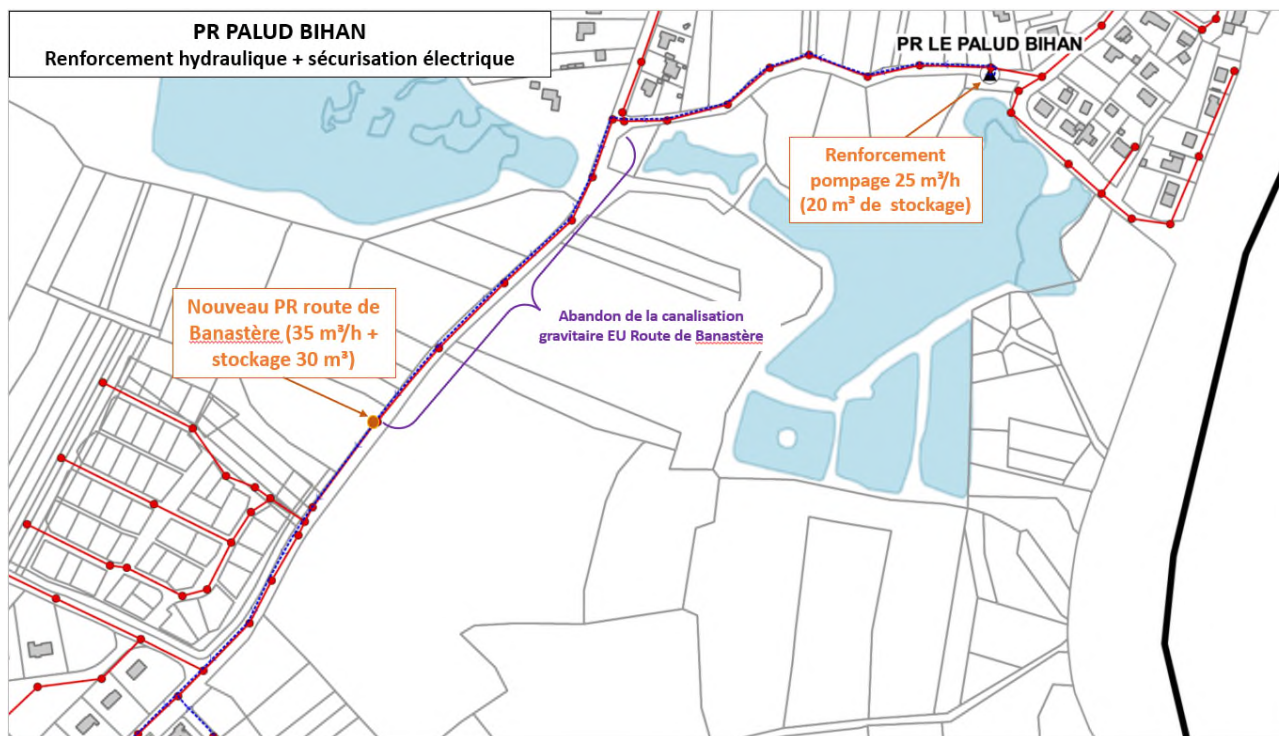 PR PALUD BIHAN
Renforcement hydraulique + sécurisation électrique
PR LE PALUD BIHAN
Renforcement
pompage 25 m³/h
(20 m³ de stockage)
Nouveau PR route de
Banastère (35 m³/h +
stockage 30 m³)
Abandon de la canalisation
gravitaire EU Route de Banastère